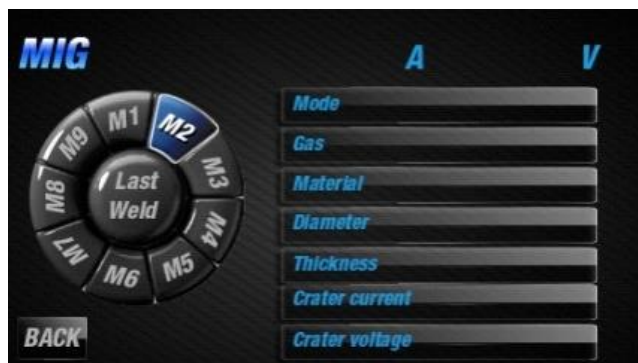 MIG
A V
M1
M2
M3
M4
M5
M6
M7
M8
M9
Last
Weld
BACK
Mode
Gas
Material
Diameter
Thickness
Crater current
Crater voltage